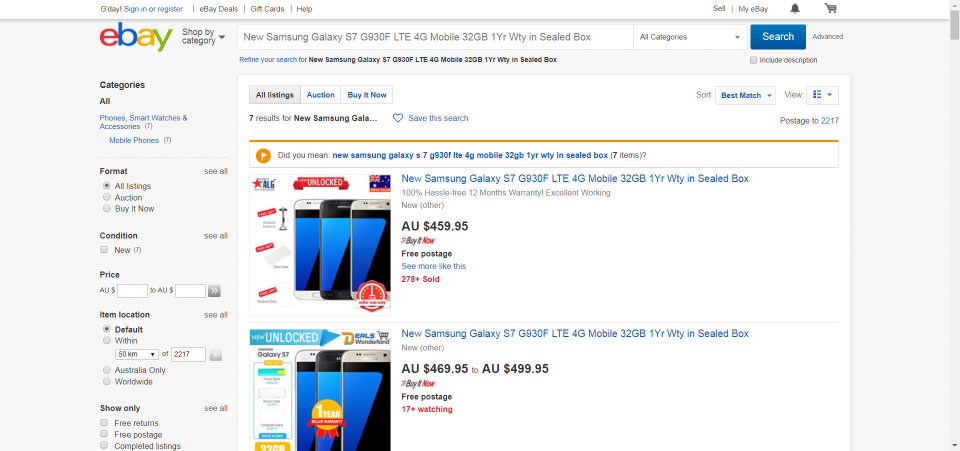 G'day! Sign in or register | eBay Deals | Gift Cards | Help
Sell | My eBay
ebay
Shop by category
New Samsung Galaxy S7 G930F LTE 4G Mobile 32GB 1Yr Wty in Sealed Box
All Categories
Search
Advanced
Refine your search for New Samsung Galaxy S7 G930F LTE 4G Mobile 32GB 1Yr Wty in Sealed Box
Include description
Categories
All
Phones, Smart Watches & Accessories (7)
Mobile Phones (7)
Format see all
All listings
Auction
Buy It Now
Condition see all
New (7)
Price
AU $ to AU $
Item location see all
Default
Within
50 km of 2217
Australia Only
Worldwide
Show only see all
Free returns
Free postage
Completed listings
All listings Auction Buy It Now
Sort: Best Match View:
7 results for New Samsung Gala...
Save this search
Postage to 2217
Did you mean: new samsung galaxy s 7 g930f lte 4g mobile 32gb 1yr wty in sealed box (7 items)?
ALG
NEW UNLOCKED
New Samsung Galaxy S7 G930F LTE 4G Mobile 32GB 1Yr Wty in Sealed Box
100% Hassle-free 12 Months Warranty! Excellent Working
New (other)
AU $459.95
Buy It Now
Free postage
See more like this
278+ Sold
NEW UNLOCKED
DEALS Wonderland
SAMSUNG
Galaxy S7
1 YEAR
SELLER WARRANTY
32GB
New Samsung Galaxy S7 G930F LTE 4G Mobile 32GB 1Yr Wty in Sealed Box
New (other)
AU $469.95 to AU $499.95
Buy It Now
Free postage
17+ watching